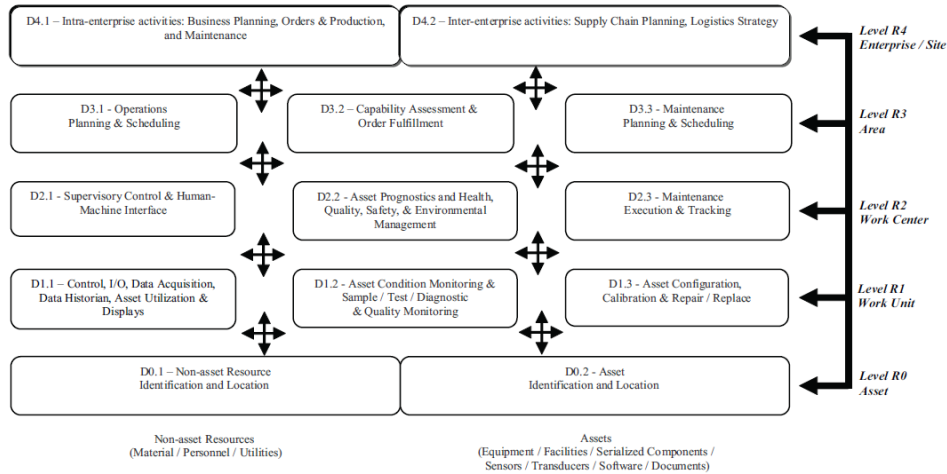 D4.1 – Intra-enterprise activities: Business Planning, Orders & Production,
and Maintenance
D4.2 – Inter-enterprise activities: Supply Chain Planning, Logistics Strategy
Level R4
Enterprise / Site
D3.1 - Operations
Planning & Scheduling
D3.2 – Capability Assessment &
Order Fulfillment
D3.3 - Maintenance
Planning & Scheduling
Level R3
Area
D2.1 - Supervisory Control & Human-
Machine Interface
D2.2 - Asset Prognostics and Health,
Quality, Safety, & Environmental
Management
D2.3 - Maintenance
Execution & Tracking
Level R2
Work Center
D1.1 – Control, I/O, Data Acquisition,
Data Historian, Asset Utilization &
Displays
D1.2 - Asset Condition Monitoring &
Sample / Test / Diagnostic
& Quality Monitoring
D1.3 - Asset Configuration,
Calibration & Repair / Replace
Level R1
Work Unit
D0.1 – Non-asset Resource
Identification and Location
D0.2 - Asset
Identification and Location
Level R0
Asset
Non-asset Resources
(Material / Personnel / Utilities)
Assets
(Equipment / Facilities / Serialized Components /
Sensors / Transducers / Software / Documents)